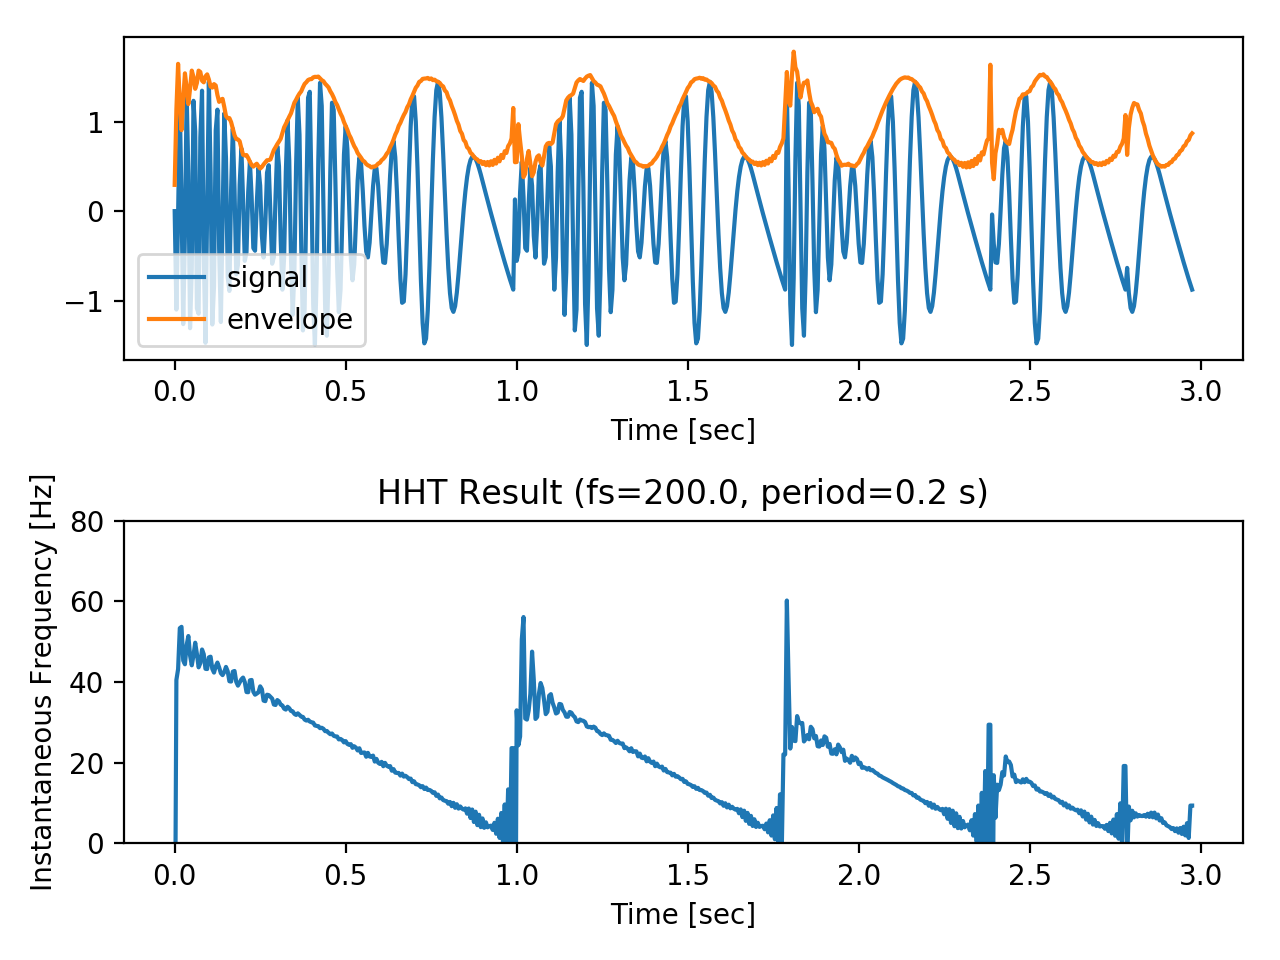 1
0
−1
signal
envelope
0.0 0.5 1.0 1.5 2.0 2.5 3.0
Time [sec]
HHT Result (fs=200.0, period=0.2 s)
Instantaneous Frequency [Hz]
80
60
40
20
0
0.0 0.5 1.0 1.5 2.0 2.5 3.0
Time [sec]